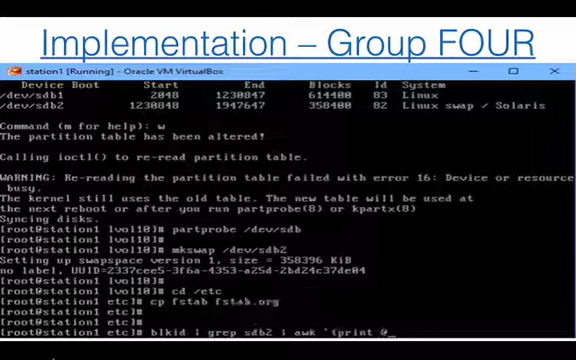 Implementation – Group FOUR
station1 [Running] - Oracle VM VirtualBox
Device Boot Start End Blocks Id System
/dev/sdb1 2048 1230847 614400 83 Linux
/dev/sdb2 1230848 1947647 358400 82 Linux swap / Solaris
Command (m for help): w
The partition table has been altered!
Calling ioctl() to re-read partition table.
WARNING: Re-reading the partition table failed with error 16: Device or resource
busy.
The kernel still uses the old table. The new table will be used at
the next reboot or after you run partprobe(8) or kpartx(8)
Syncing disks.
[root@station1 lvol10]# partprobe /dev/sdb
[root@station1 lvol10]#
[root@station1 lvol10]# mkswap /dev/sdb2
Setting up swapspace version 1, size = 358396 KiB
no label, UUID=2337cee5-3f6a-4353-a25d-2bd24c37de04
[root@station1 lvol10]# cd /etc
[root@station1 etc]# cp fstab fstab.org
[root@station1 etc]#
[root@station1 etc]#
[root@station1 etc]# blkid | grep sdb2 | awk '(print @_